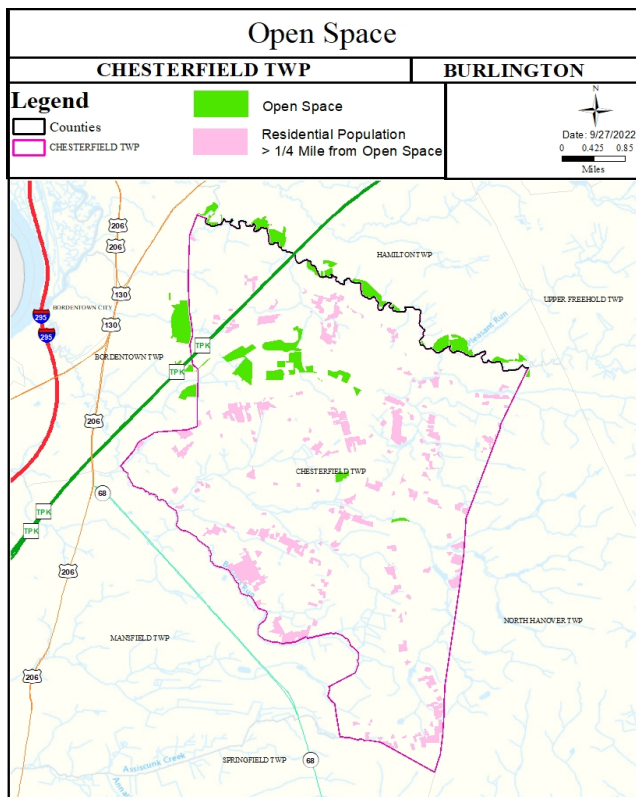 Open Space
CHESTERFIELD TWP
BURLINGTON
Legend
Counties
CHESTERFIELD TWP
Open Space
Residential Population
> 1/4 Mile from Open Space
N
Date: 9/27/2022
0 0.425 0.85
Miles
206
206
HAMILTON TWP
130
UPPER FREEHOLD TWP
BORDENTOWN CITY
295
130
295
TPK
BORDENTOWN TWP
TPK
206
CHESTERFIELD TWP
68
TPK
TPK
206
NORTH HANOVER TWP
MANSFIELD TWP
206
SPRINGFIELD TWP
68
Assiscunk Creek